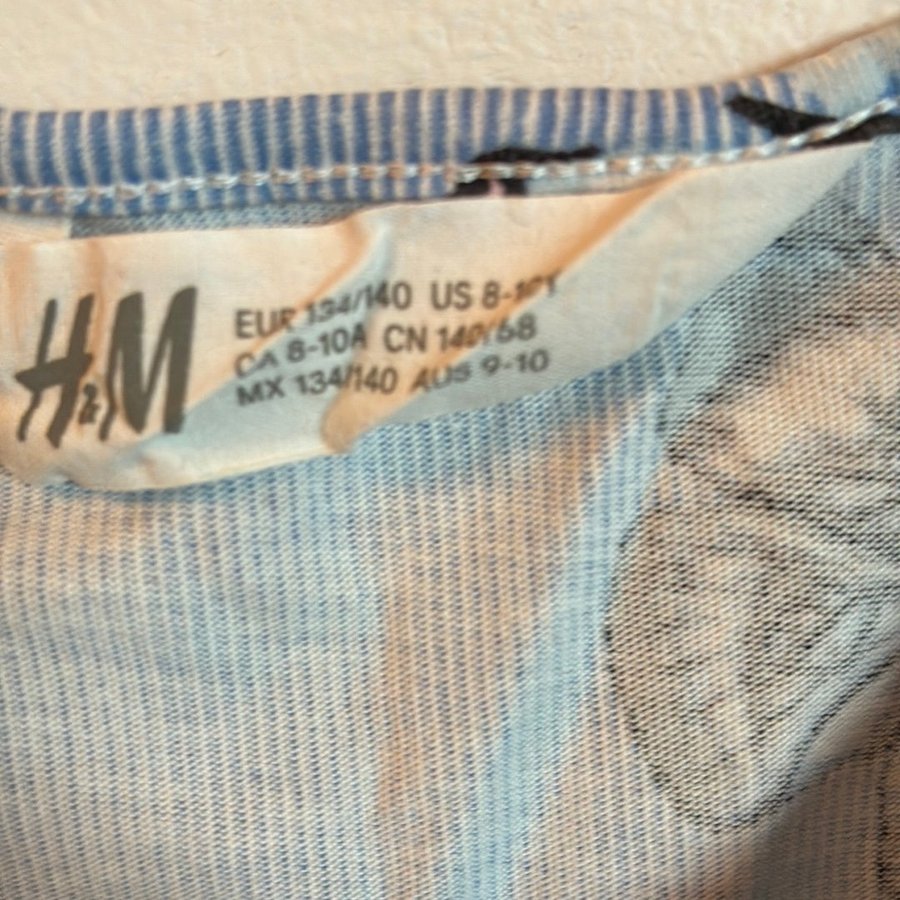 H&M
EUR 134/140 US 8-10Y
CA 8-10A CN 140/68
MX 134/140 AUS 9-10